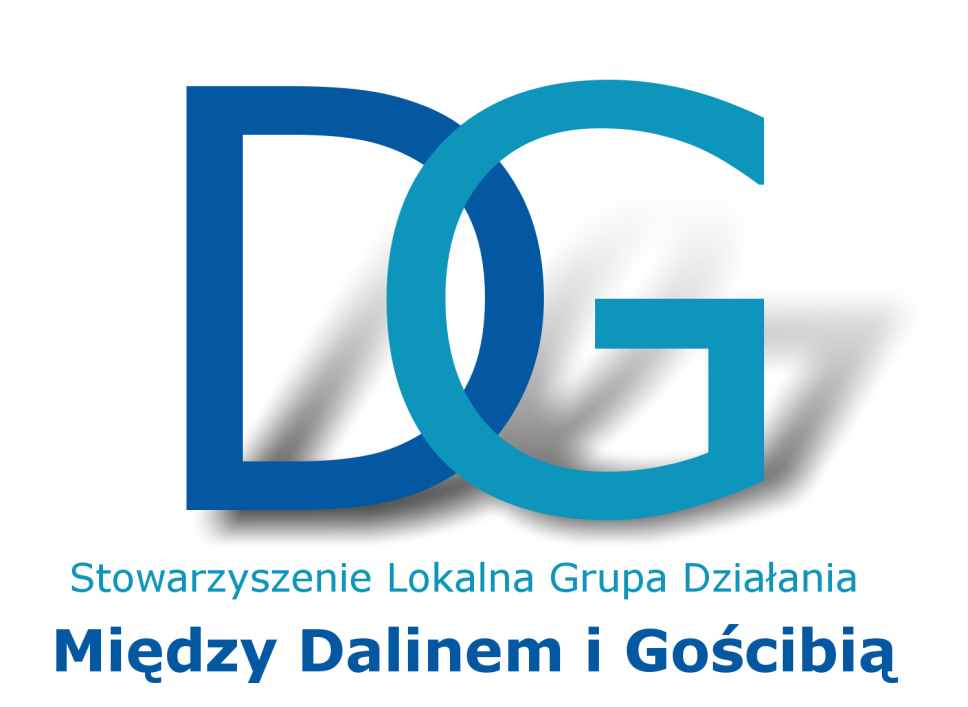 DG
Stowarzyszenie Lokalna Grupa Działania
Między Dalinem i Gościbią